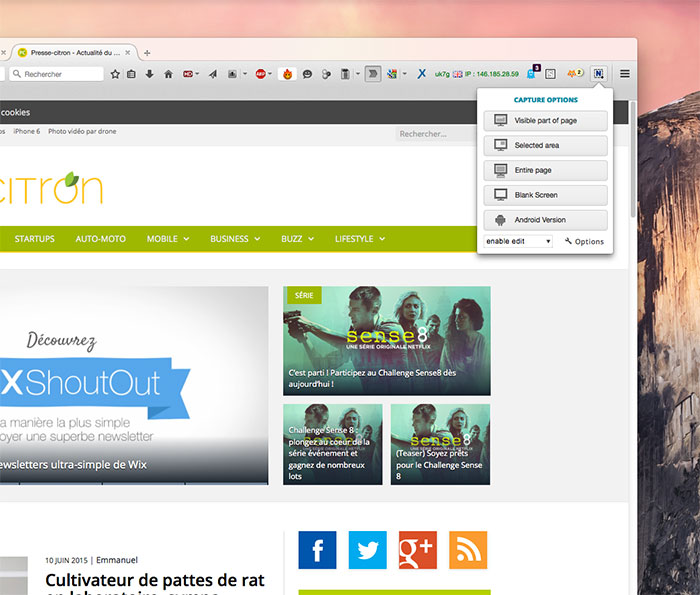 Presse-citron - Actualité du ...
Rechercher
uk7g IP : 146.185.28.59
3
2
cookies
iPhone 6 Photo vidéo par drone
Rechercher...
CAPTURE OPTIONS
Visible part of page
Selected area
Entire page
Blank Screen
Android Version
enable edit
Options
citron
STARTUPS AUTO-MOTO MOBILE BUSINESS BUZZ LIFESTYLE
Découvrez
XShoutOut
a manière la plus simple
oyer une superbe newsletter
ewsletters ultra-simple de Wix
SÉRIE
sense8
UNE SÉRIE ORIGINALE NETFLIX
C'est parti ! Participez au Challenge Sense8 dès
aujourd'hui !
Challenge Sense 8 :
plongez au coeur de la
série événement et
gagnez de nombreux
lots
sense8
(Teaser) Soyez prêts
pour le Challenge Sense
8
f
g+
10 JUIN 2015 | Emmanuel
Cultivateur de pattes de rat